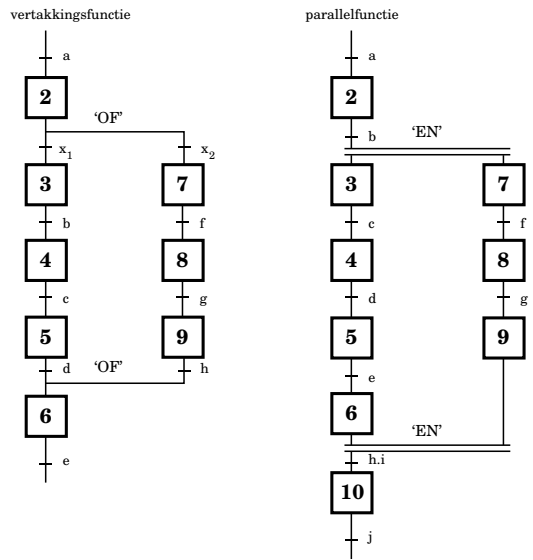 vertakkingsfunctie
a
2
'OF'
x1
x2
3
7
b
f
4
8
c
g
5
9
d
'OF'
h
6
e
parallelfunctie
a
2
b
'EN'
3
7
c
f
4
8
d
g
5
9
e
6
'EN'
h.i
10
j